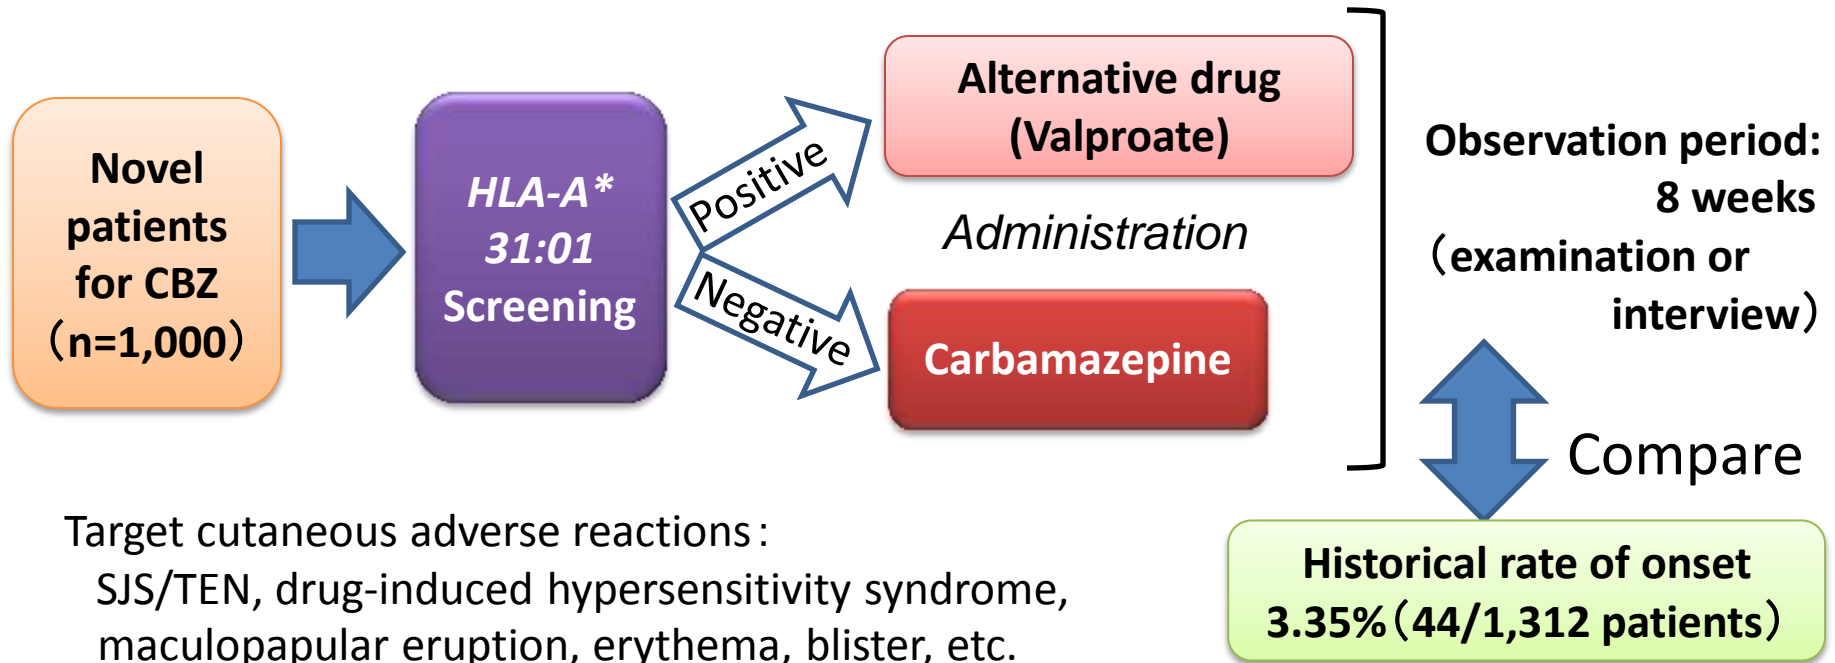 Novel
patients
for CBZ
（n=1,000）
HLA-A*
31:01
Screening
Positive
Negative
Alternative drug
(Valproate)
Administration
Carbamazepine
Observation period:
8 weeks
（examination or
interview）
Compare
Historical rate of onset
3.35%（44/1,312 patients）
Target cutaneous adverse reactions：
SJS/TEN, drug-induced hypersensitivity syndrome,
maculopapular eruption, erythema, blister, etc.